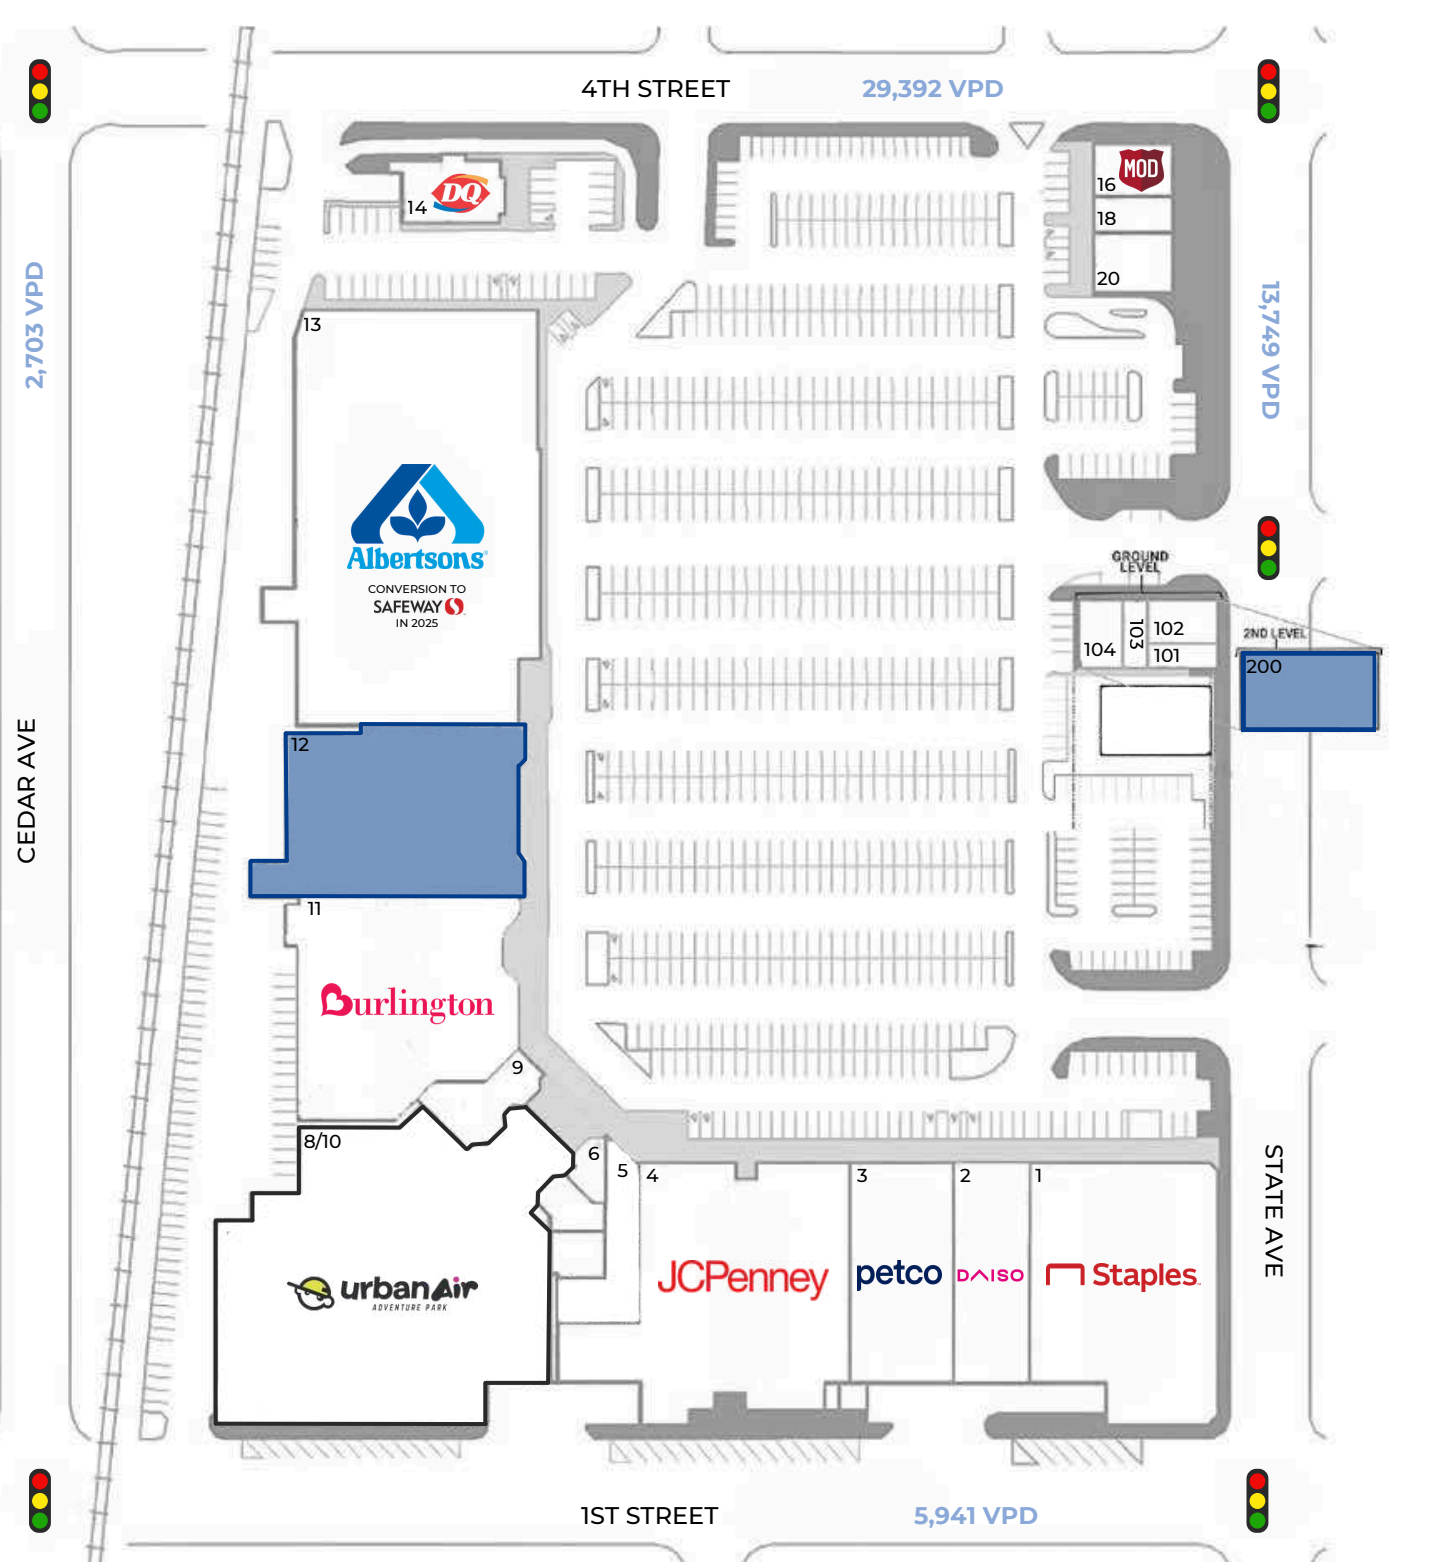 4TH STREET 29,392 VPD
MOD
16
DQ
14
18
20
2,703 VPD
13,749 VPD
13
Albertsons
CONVERSION TO
SAFEWAY
IN 2025
GROUND
LEVEL
102
103
104
101
2ND LEVEL
200
CEDAR AVE
12
11
Burlington
9
8/10
6
5
4
3
2
1
STATE AVE
urbanAir
ADVENTURE PARK
JCPenney
petco
DAISO
Staples
1ST STREET 5,941 VPD